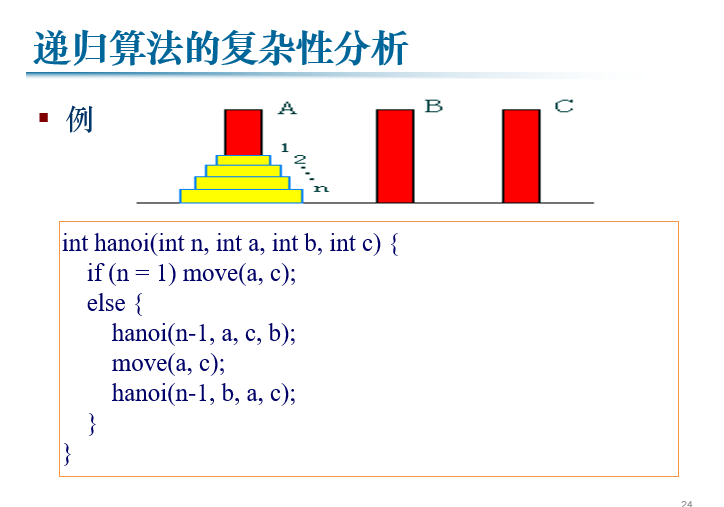 递归算法的复杂性分析
例
A B C
1
2
n
int hanoi(int n, int a, int b, int c) {
if (n = 1) move(a, c);
else {
hanoi(n-1, a, c, b);
move(a, c);
hanoi(n-1, b, a, c);
}
}
24